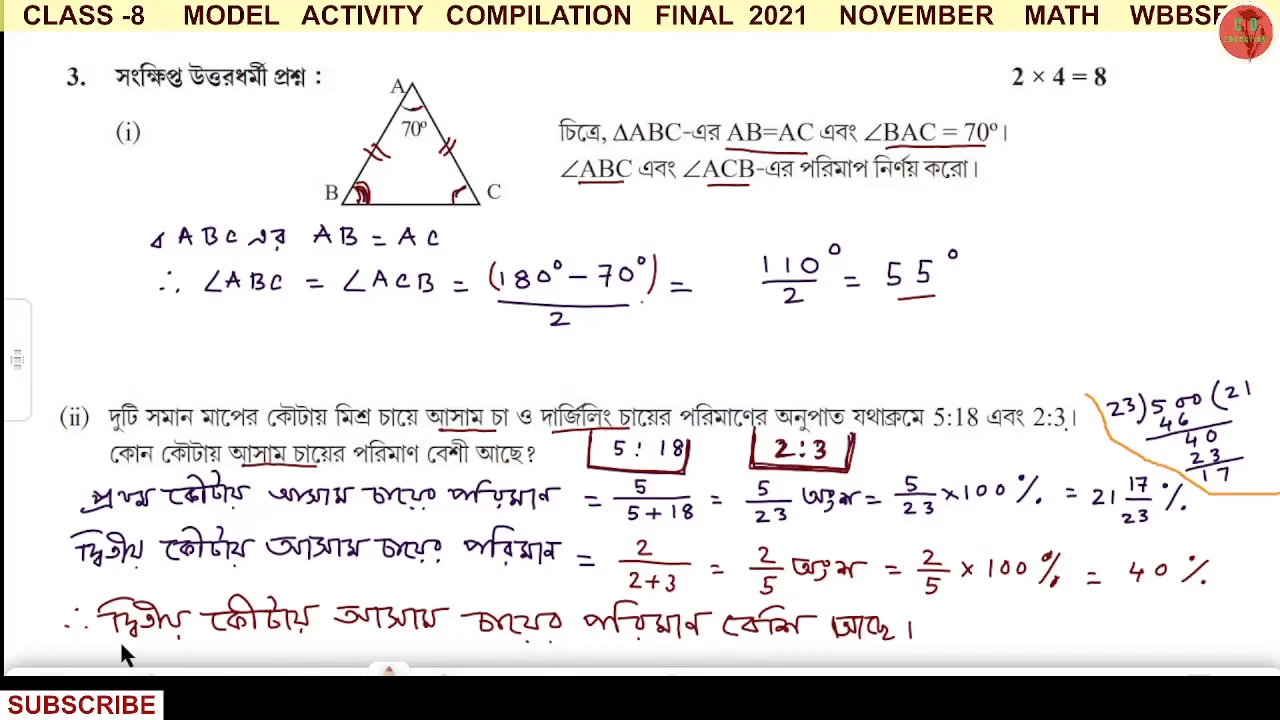 CLASS -8 MODEL ACTIVITY COMPILATION FINAL 2021 NOVEMBER MATH WBBSE
3. সংক্ষিপ্ত উত্তরধর্মী প্রশ্ন : 2 × 4 = 8
(i)
A
70º
B C
চিত্রে, ΔABC-এর AB=AC এবং ∠BAC = 70º।
∠ABC এবং ∠ACB-এর পরিমাপ নির্ণয় করো।
Δ ABC এর AB = AC
∴ ∠ABC = ∠ACB = (180° − 70°)/2 = 110°/2 = 55°
(ii) দুটি সমান মাপের কৌটায় মিশ্র চায়ে আসাম চা ও দার্জিলিং চায়ের পরিমাণের অনুপাত যথাক্রমে 5:18 এবং 2:3.।
কোন কৌটায় আসাম চায়ের পরিমাণ বেশী আছে?
5 : 18 2:3
23 ) 500 ( 21
46
40
23
17
প্রথম কৌটায় আসাম চায়ের পরিমান = 5/(5+18) = 5/23 অংশ = 5/23 ×100 % = 21 17/23 %
দ্বিতীয় কৌটায় আসাম চায়ের পরিমান = 2/(2+3) = 2/5 অংশ = 2/5 × 100 % = 40 %
∴ দ্বিতীয় কৌটায় আসাম চায়ের পরিমাণ বেশি আছে।
SUBSCRIBE
EDUCATION